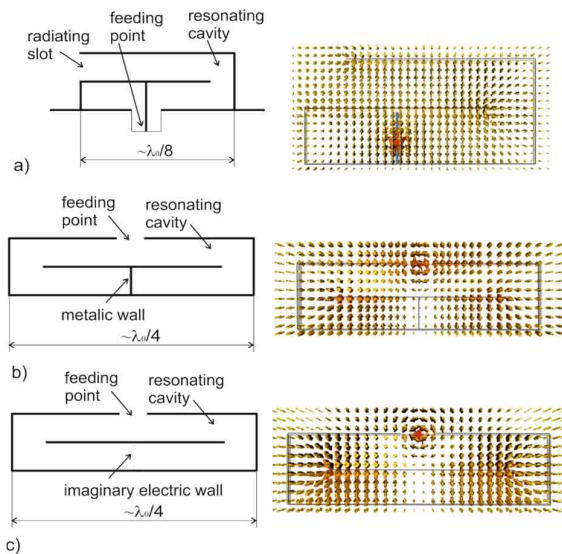 radiating
slot
feeding
point
resonating
cavity
~λ₀/8
a)
feeding
point
resonating
cavity
metalic wall
~λ₀/4
b)
feeding
point
resonating
cavity
imaginary electric wall
~λ₀/4
c)